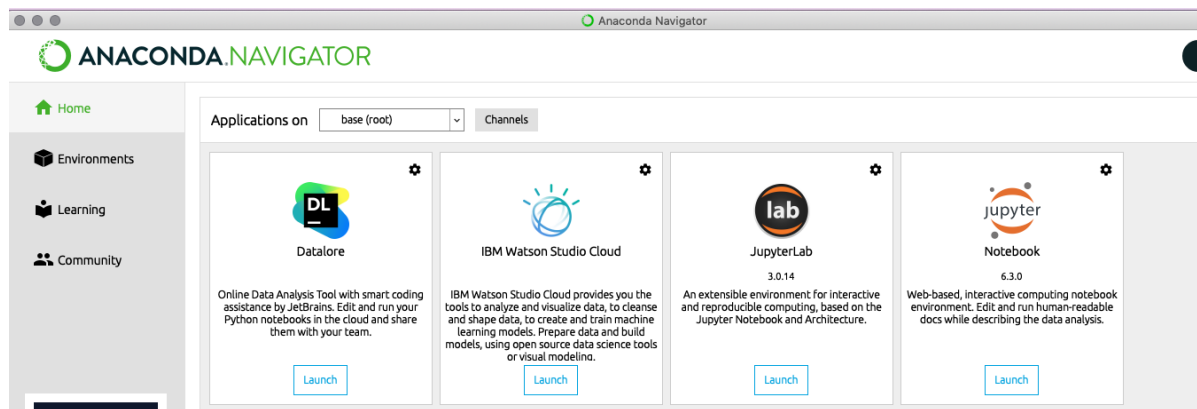 Anaconda Navigator
ANACONDA.NAVIGATOR
Home
Environments
Learning
Community
Applications on
base (root)
Channels
DL
Datalore
Online Data Analysis Tool with smart coding
assistance by JetBrains. Edit and run your
Python notebooks in the cloud and share
them with your team.
Launch
IBM Watson Studio Cloud
IBM Watson Studio Cloud provides you the
tools to analyze and visualize data, to cleanse
and shape data, to create and train machine
learning models. Prepare data and build
models, using open source data science tools
or visual modeling.
Launch
lab
JupyterLab
3.0.14
An extensible environment for interactive
and reproducible computing, based on the
Jupyter Notebook and Architecture.
Launch
jupyter
Notebook
6.3.0
Web-based, interactive computing notebook
environment. Edit and run human-readable
docs while describing the data analysis.
Launch